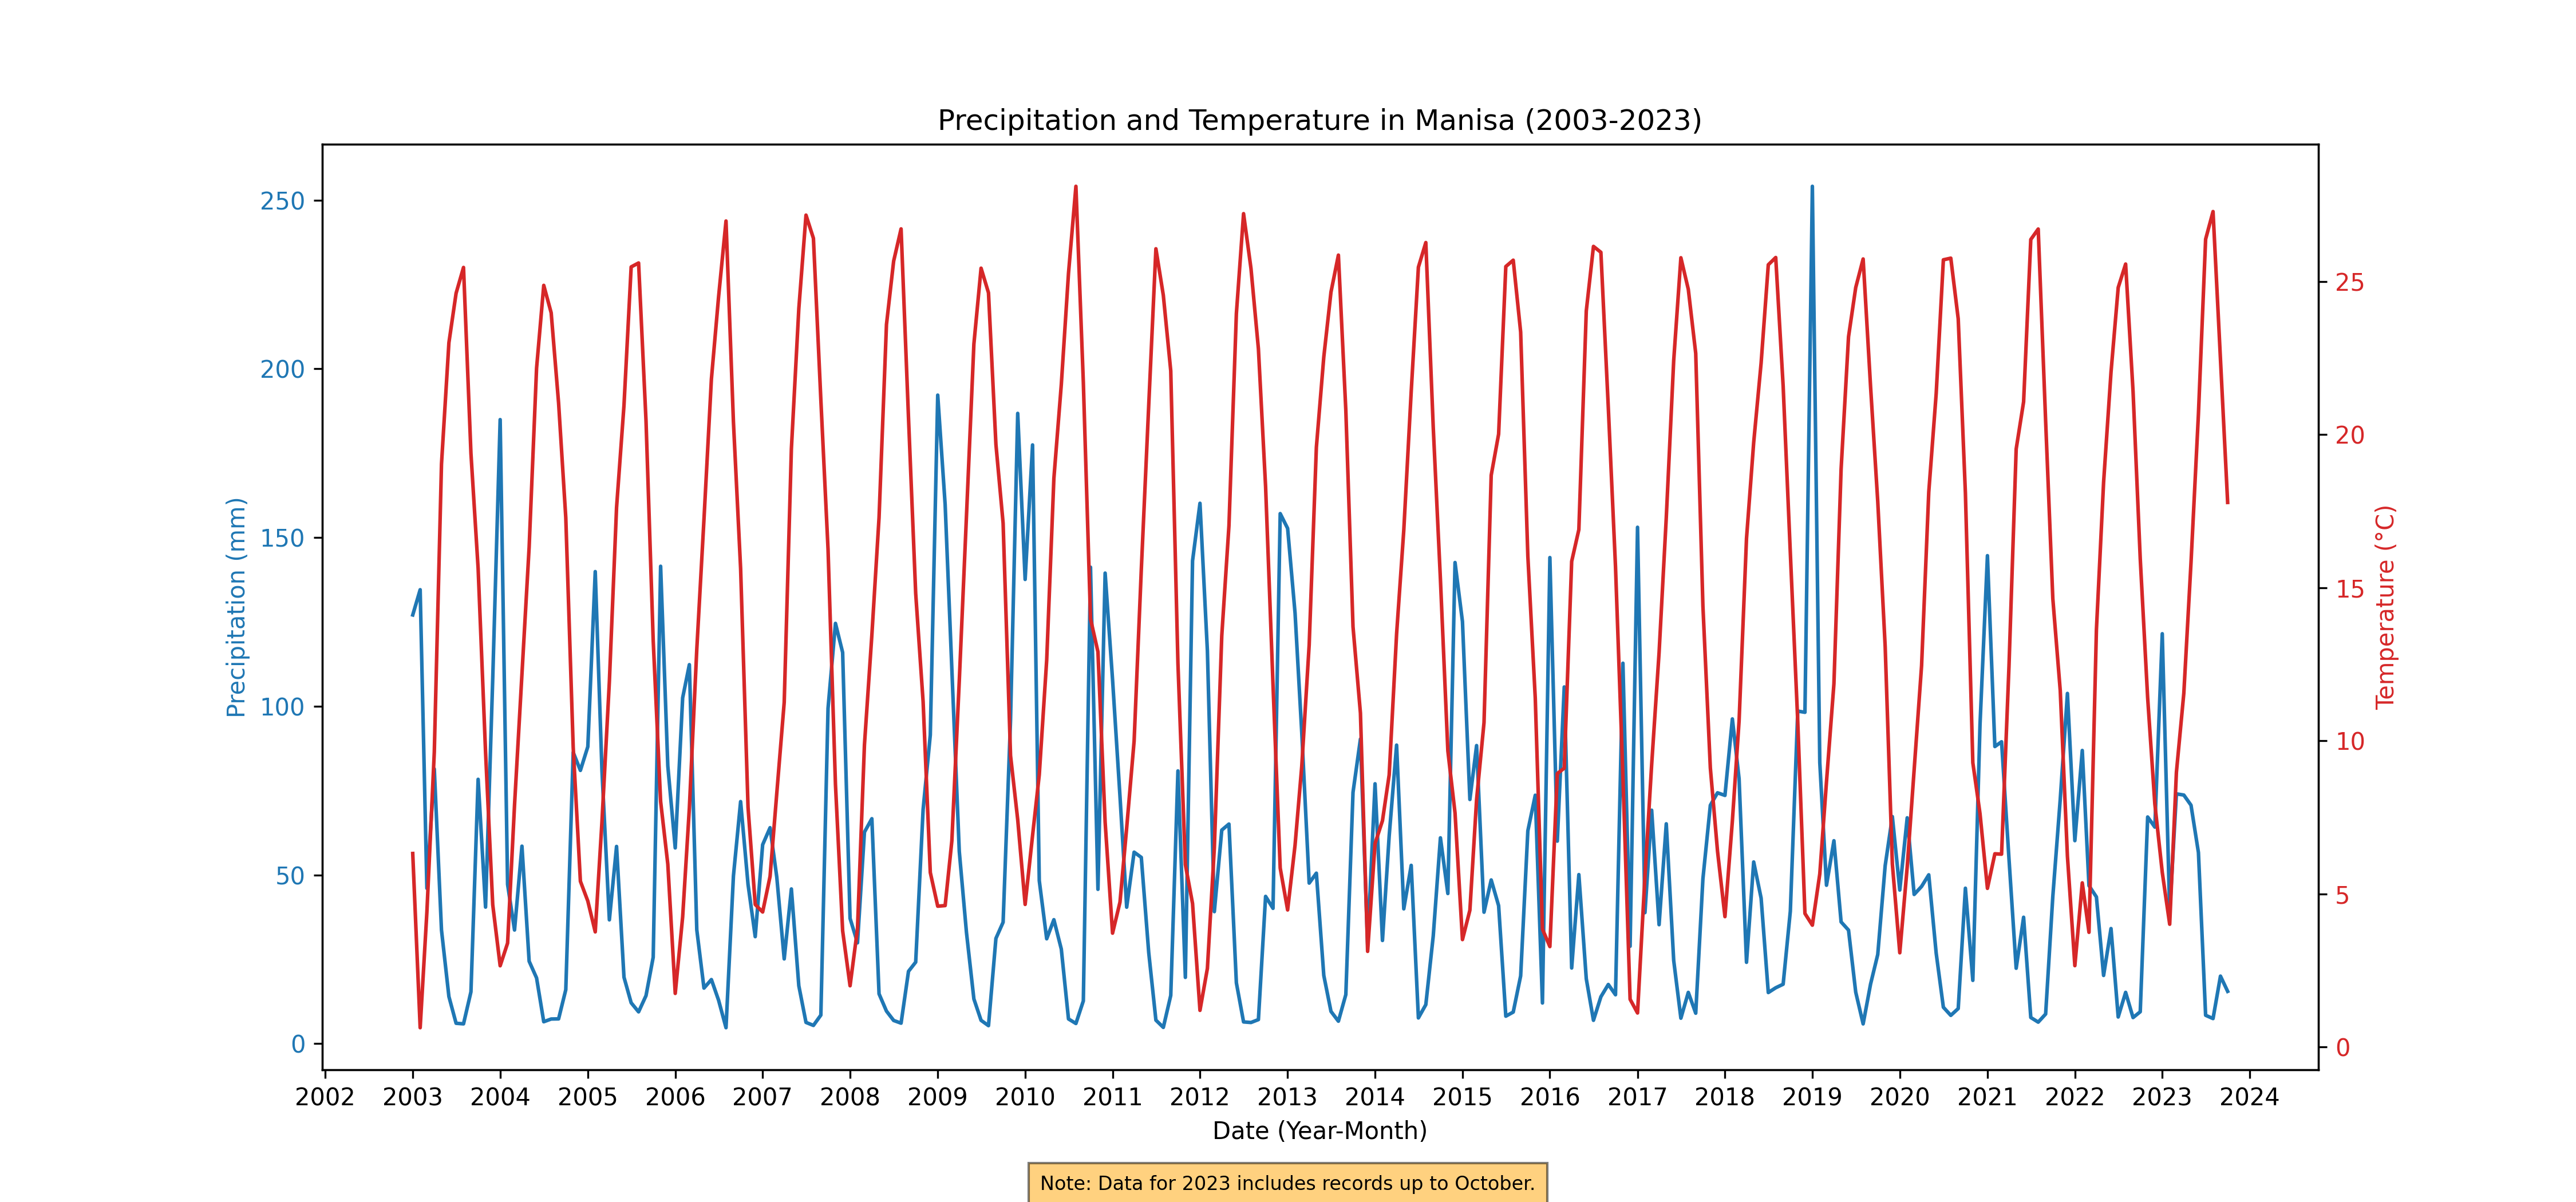 Precipitation and Temperature in Manisa (2003-2023)
250
200
150
100
50
0
Precipitation (mm)
25
20
15
10
5
0
Temperature (°C)
2002 2003 2004 2005 2006 2007 2008 2009 2010 2011 2012 2013 2014 2015 2016 2017 2018 2019 2020 2021 2022 2023 2024
Date (Year-Month)
Note: Data for 2023 includes records up to October.